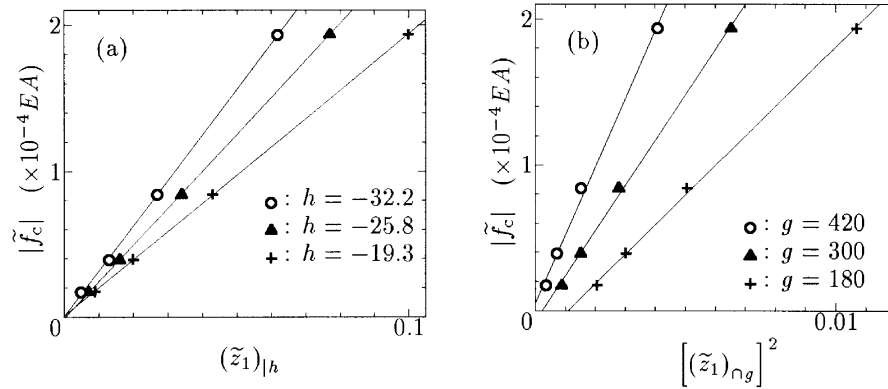 (a)
|f̃c| (×10⁻⁴EA)
2
1
0
0.1
: h = −32.2
: h = −25.8
: h = −19.3
(z̃₁)|h
(b)
|f̃c| (×10⁻⁴EA)
2
1
0
0.01
: g = 420
: g = 300
: g = 180
[(z̃₁)∩g]²